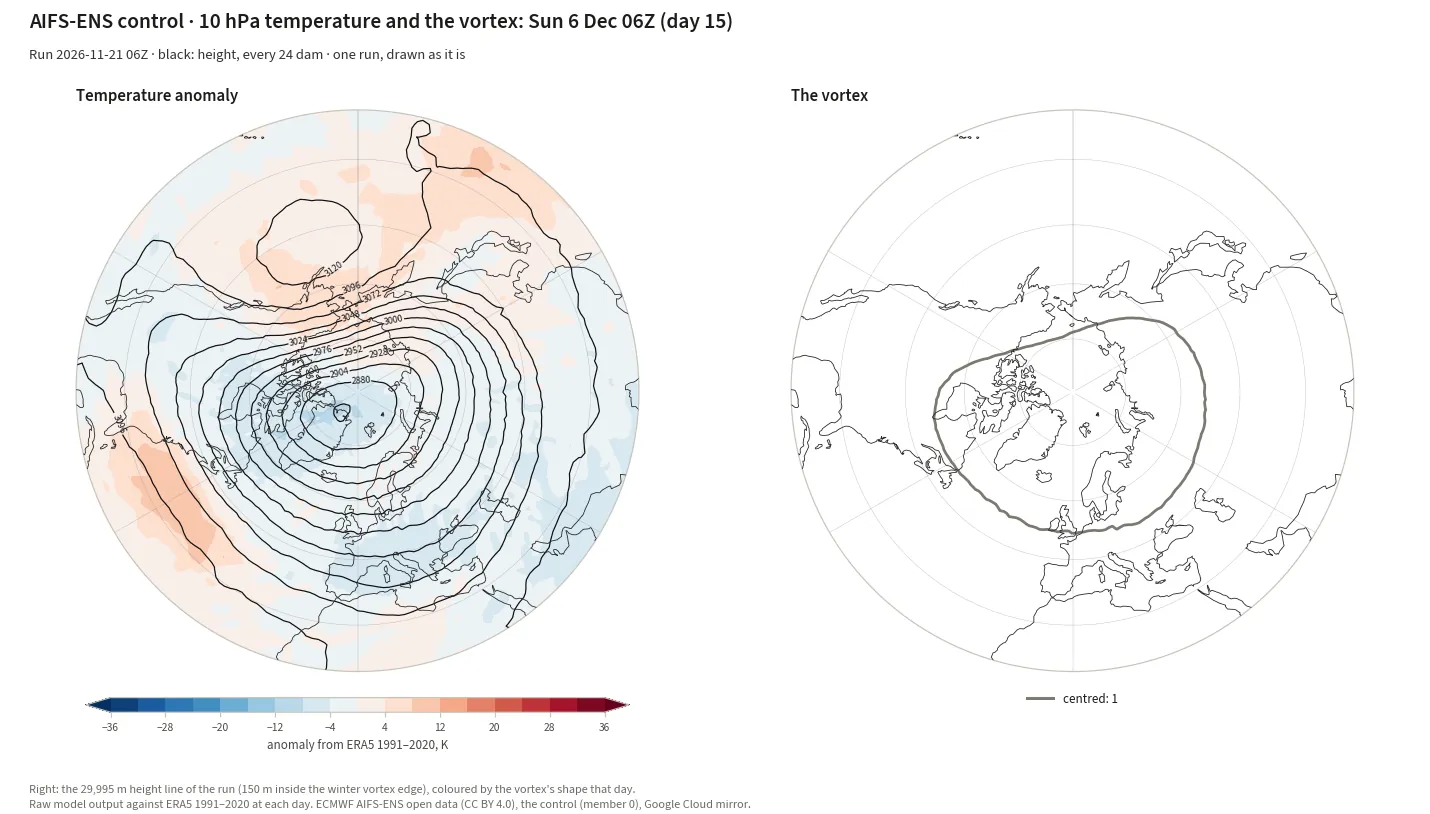 AIFS-ENS control · 10 hPa temperature and the vortex: Sun 6 Dec 06Z (day 15)
Run 2026-11-21 06Z · black: height, every 24 dam · one run, drawn as it is
Temperature anomaly
The vortex
3120
3096
3072
3048
3000
3024
2976
2952
2928
2904
2880
−36 −28 −20 −12 −4 4 12 20 28 36
anomaly from ERA5 1991–2020, K
centred: 1
Right: the 29,995 m height line of the run (150 m inside the winter vortex edge), coloured by the vortex's shape that day.
Raw model output against ERA5 1991–2020 at each day. ECMWF AIFS-ENS open data (CC BY 4.0), the control (member 0), Google Cloud mirror.